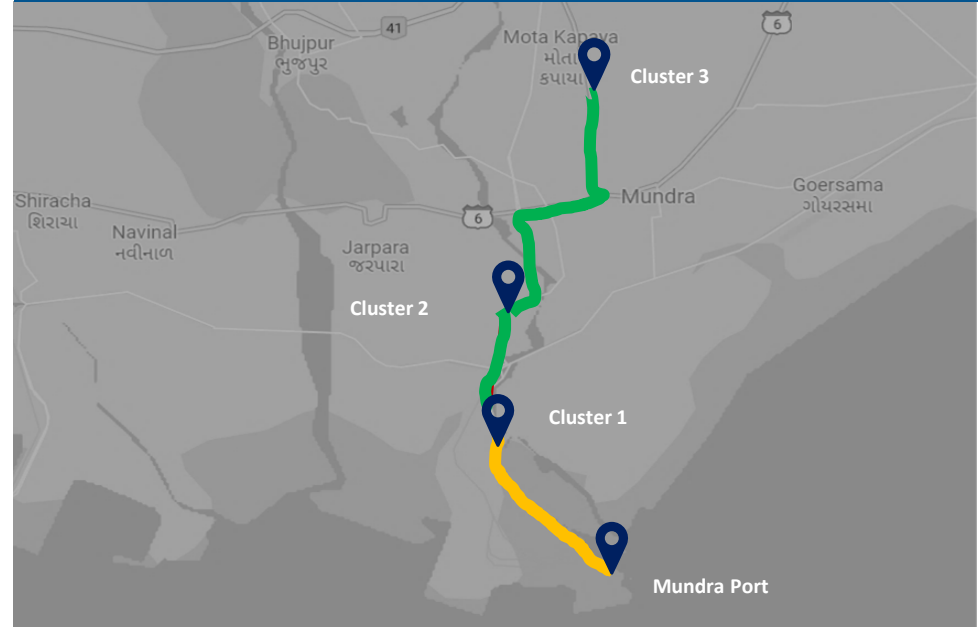 41
6
Bhujpur
ભુજપુર
Mota Kapaya
મોતા
કપાયા
Cluster 3
Shiracha
શિરાચા
Mundra
Goersama
ગોયરસમા
6
Navinal
નવીનાળ
Jarpara
જરપારા
Cluster 2
Cluster 1
Mundra Port